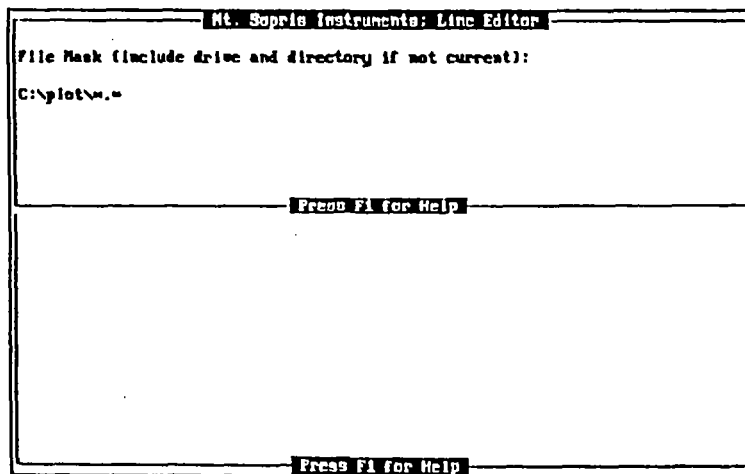 Mt. Sopris Instruments: Line Editor
File Mask (include drive and directory if not current):
C:\plot\*.*
Press F1 for Help
Press F1 for Help